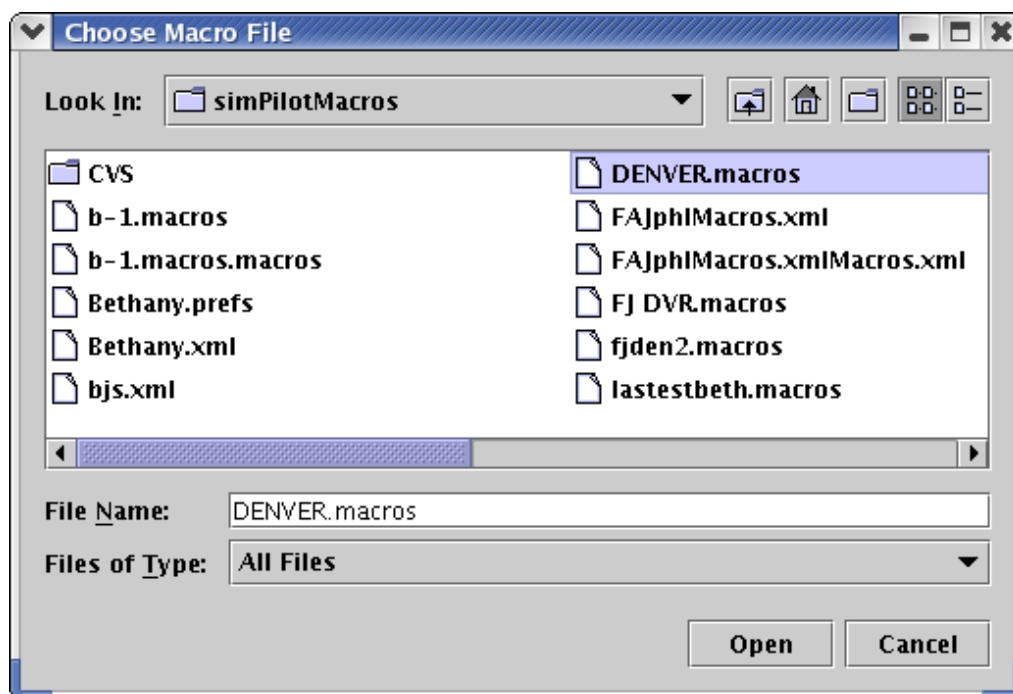 Choose Macro File
Look In: simPilotMacros
CVS
b-1.macros
b-1.macros.macros
Bethany.prefs
Bethany.xml
bjs.xml
DENVER.macros
FAJphlMacros.xml
FAJphlMacros.xmlMacros.xml
FJ DVR.macros
fjden2.macros
lastestbeth.macros
File Name: DENVER.macros
Files of Type: All Files
Open Cancel